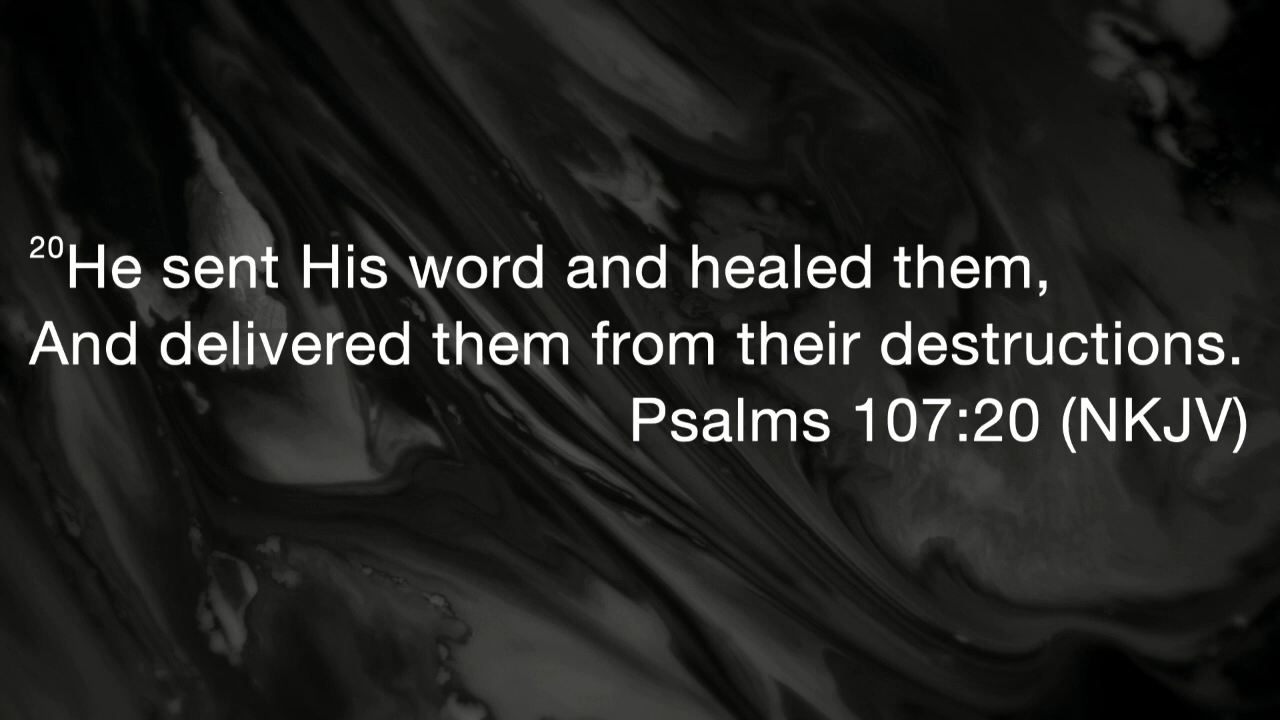 20He sent His word and healed them,
And delivered them from their destructions.
Psalms 107:20 (NKJV)